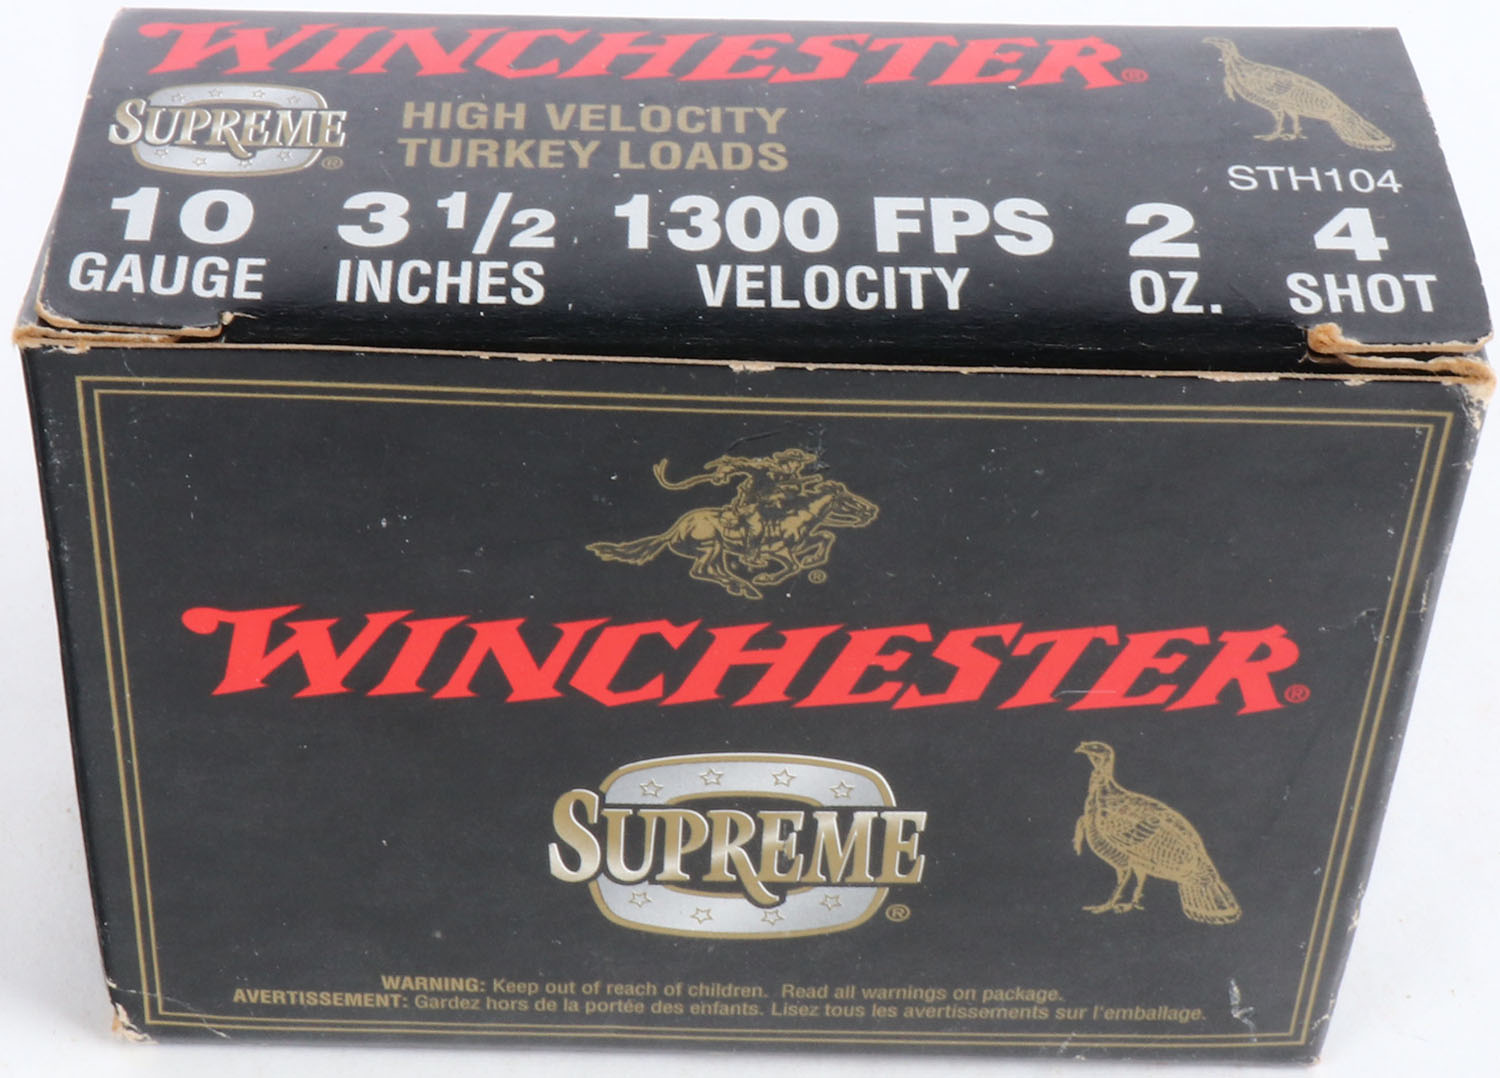 WINCHESTER®
SUPREME®
HIGH VELOCITY
TURKEY LOADS
STH104
10 3 1/2 1300 FPS 2 4
GAUGE INCHES VELOCITY OZ. SHOT
®
WINCHESTER®
SUPREME®
WARNING: Keep out of reach of children. Read all warnings on package.
AVERTISSEMENT: Gardez hors de la portée des enfants. Lisez tous les avertissements sur l'emballage.